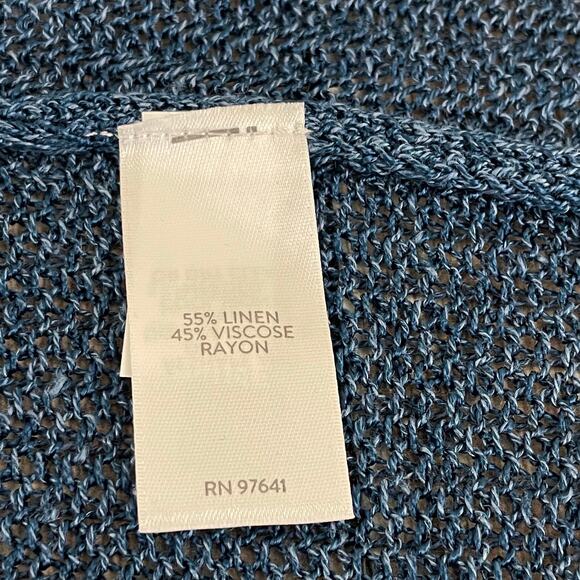 55% LINEN
45% VISCOSE
RAYON
RN 97641